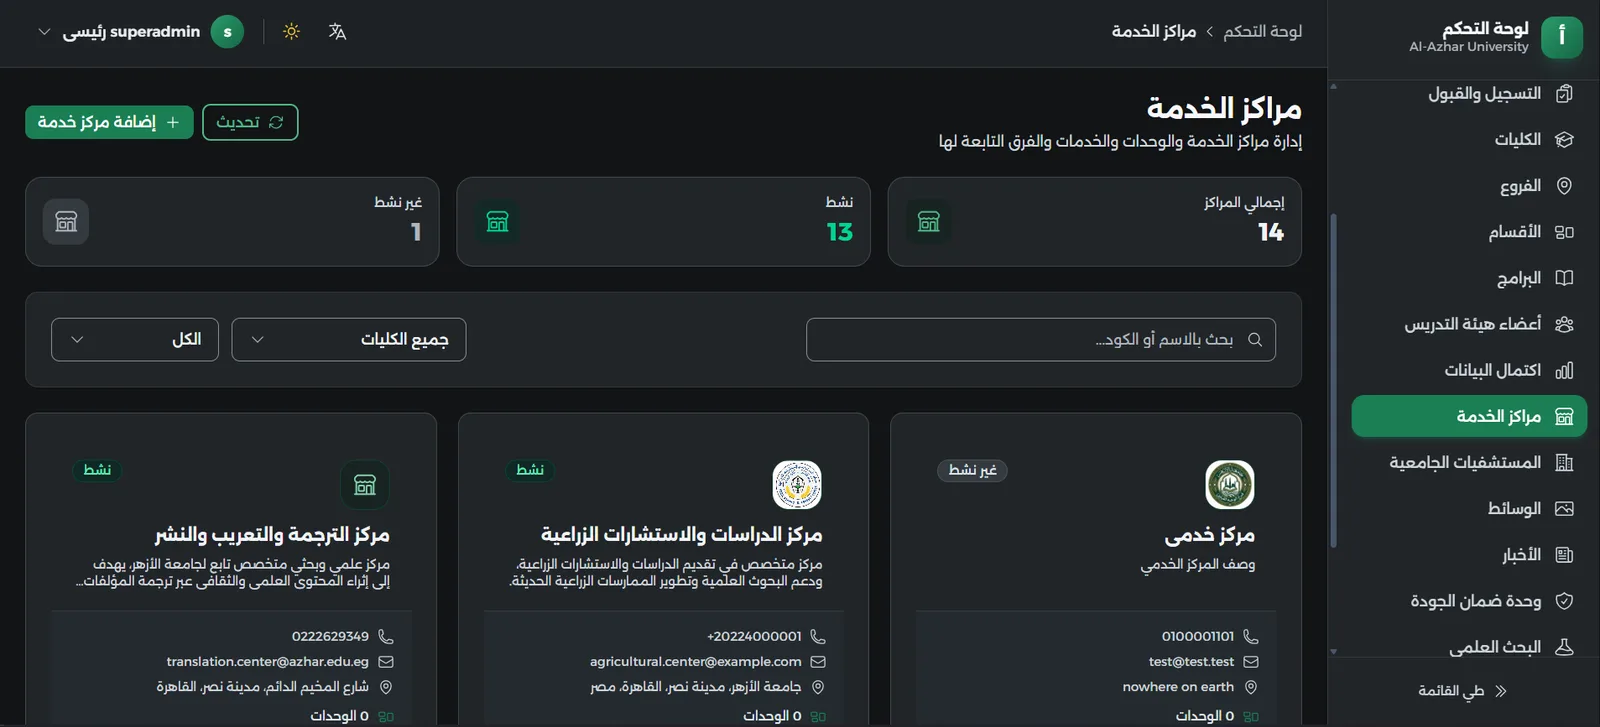 أ
لوحة التحكم
Al-Azhar University
التسجيل والقبول
الكليات
الفروع
الأقسام
البرامج
أعضاء هيئة التدريس
اكتمال البيانات
مراكز الخدمة
المستشفيات الجامعية
الوسائط
الأخبار
وحدة ضمان الجودة
البحث العلمى
طي القائمة
لوحة التحكم
مراكز الخدمة
s
superadmin رئيسى
مراكز الخدمة
إدارة مراكز الخدمة والوحدات والخدمات والفرق التابعة لها
تحديث
إضافة مركز خدمة
إجمالي المراكز
14
نشط
13
غير نشط
1
بحث بالاسم أو الكود...
جميع الكليات
الكل
غير نشط
مركز خدمى
وصف المركز الخدمي
0100001101
test@test.test
nowhere on earth
0 الوحدات
نشط
مركز الدراسات والاستشارات الزراعية
مركز متخصص في تقديم الدراسات والاستشارات الزراعية،
ودعم البحوث العلمية وتطوير الممارسات الزراعية الحديثة.
+20224000001
agricultural.center@example.com
جامعة الأزهر، مدينة نصر، القاهرة، مصر
0 الوحدات
نشط
مركز الترجمة والتعريب والنشر
مركز علمي وبحثي متخصص تابع لجامعة الأزهر، يهدف
إلى إثراء المحتوى العلمى والثقافى عبر ترجمة المؤلفات...
0222629349
translation.center@azhar.edu.eg
شارع المخيم الدائم، مدينة نصر، القاهرة
0 الوحدات